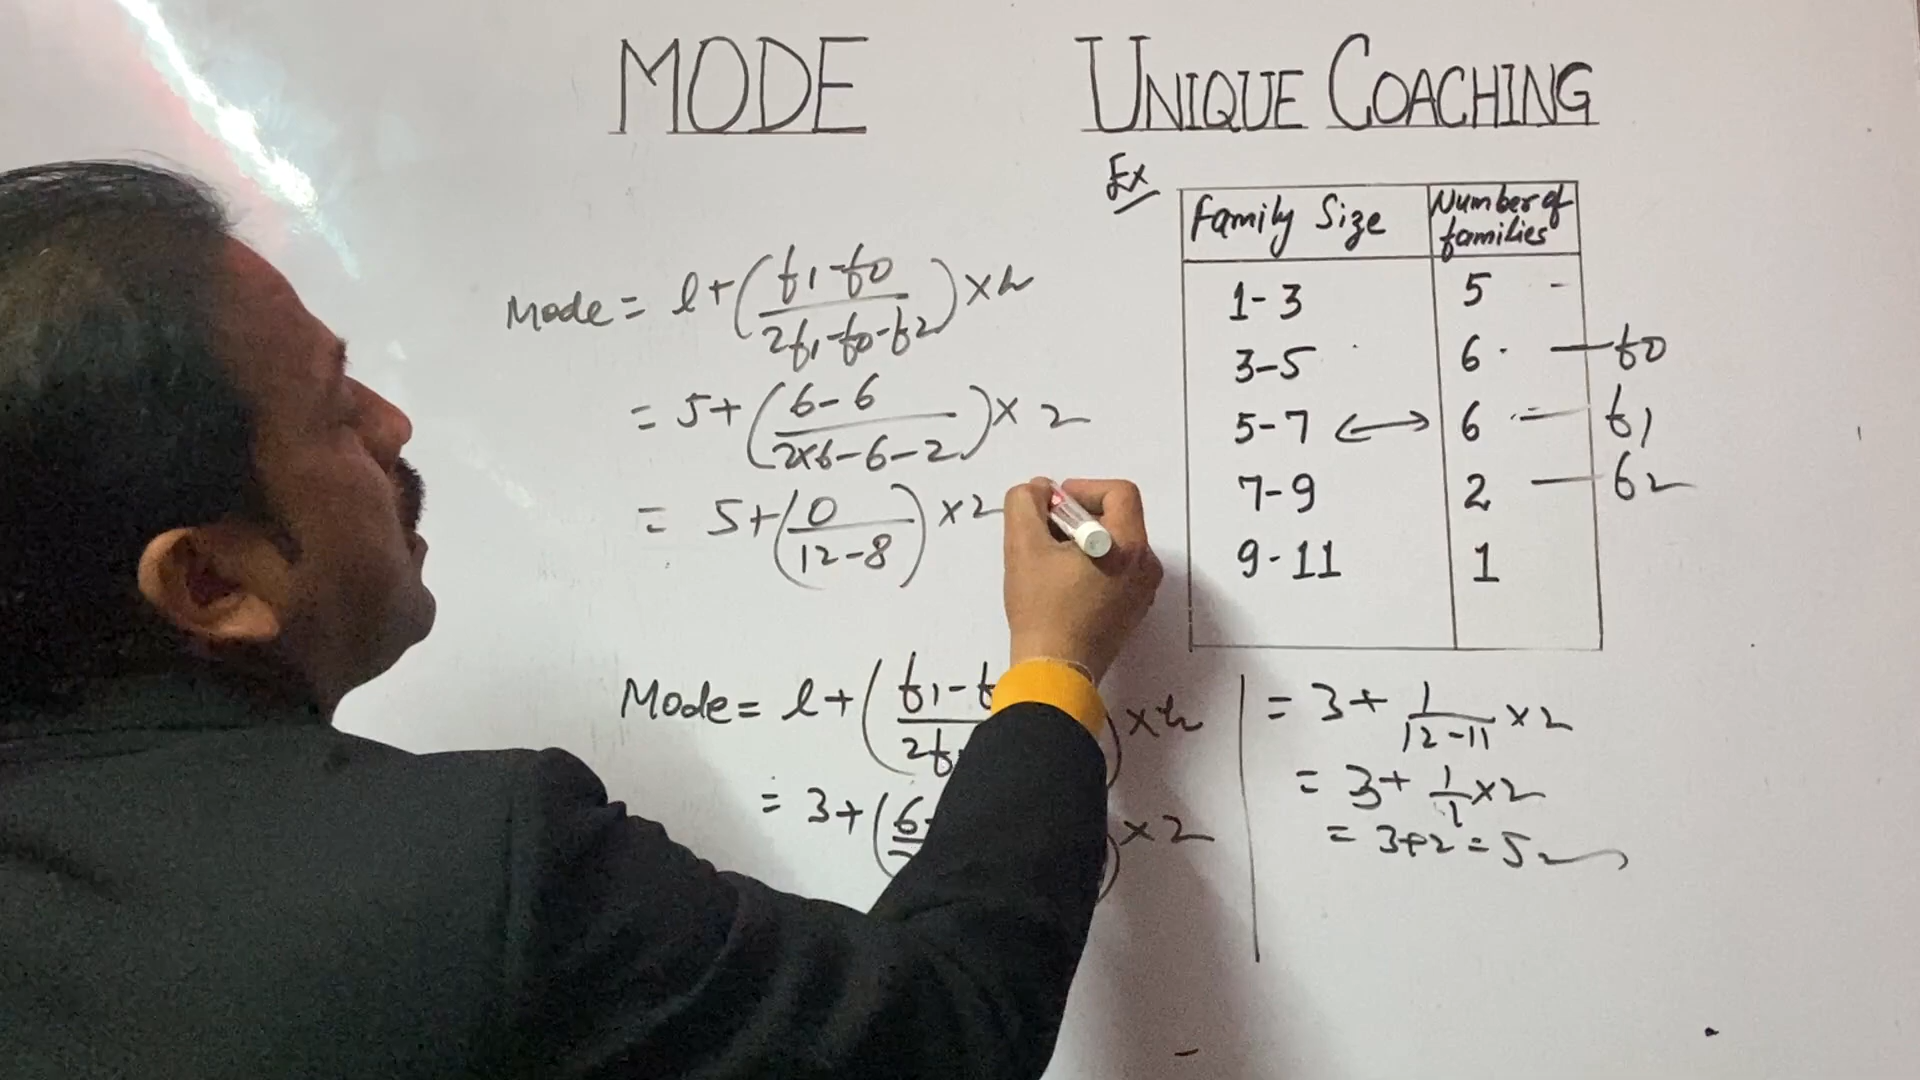 MODE
UNIQUE COACHING
Ex
Family Size | Number of families
1-3 | 5 -
3-5 | 6 — f0
5-7 ↔ 6 — f1
7-9 | 2 — f2
9-11 | 1
Mode = l+(f1-f0/2f1-f0-f2)×h
= 5+(6-6/2×6-6-2)×2
= 5+(0/12-8)×2
Mode = l+(f1-f/2f)×h
= 3+(6-)×2
= 3+1/12-11×2
= 3+1/1×2
= 3+2=5